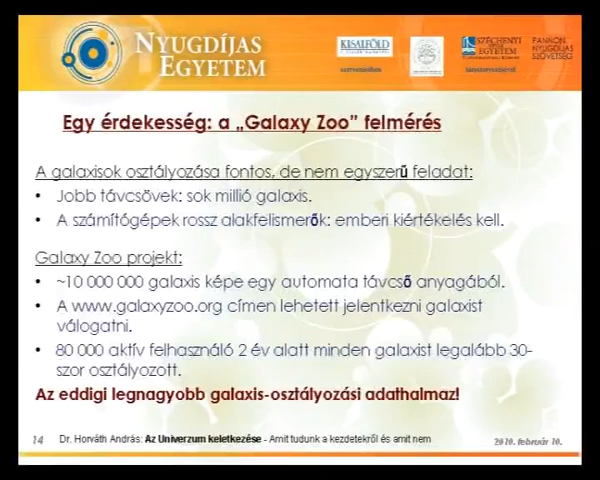 NYUGDÍJAS
EGYETEM
KISALFÖLD
SZÉCHENYI
EGYETEM
PANNON
NYUGDÍJAS
SZÖVETSÉG
Egy érdekesség: a „Galaxy Zoo” felmérés
A galaxisok osztályozása fontos, de nem egyszerű feladat:
• Jobb távcsövek: sok millió galaxis.
• A számítógépek rossz alakfelismerők: emberi kiértékelés kell.
Galaxy Zoo projekt:
• ~10 000 000 galaxis képe egy automata távcső anyagából.
• A www.galaxyzoo.org címen lehetett jelentkezni galaxist
válogatni.
• 80 000 aktív felhasználó 2 év alatt minden galaxist legalább 30-
szor osztályozott.
Az eddigi legnagyobb galaxis-osztályozási adathalmaz!
14
Dr. Horváth András: Az Univerzum keletkezése - Amit tudunk a kezdetekről és amit nem
2010. február 10.